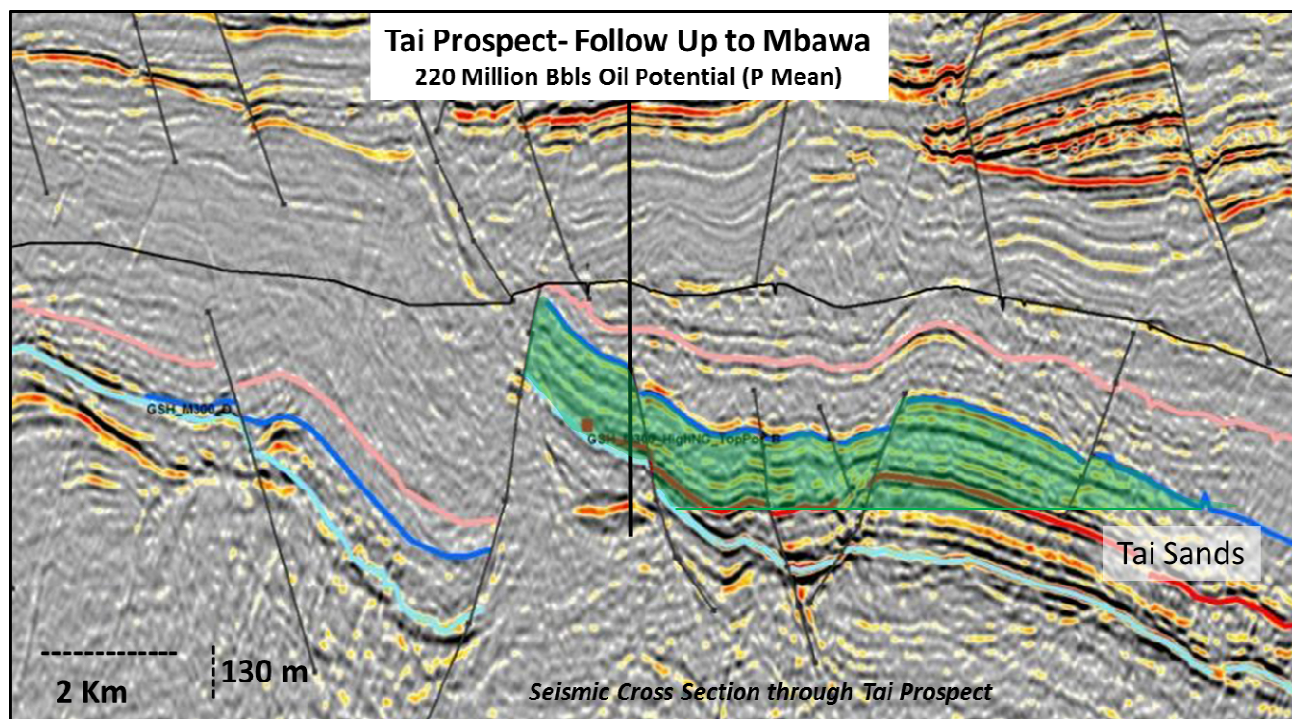 Tai Prospect- Follow Up to Mbawa
220 Million Bbls Oil Potential (P Mean)
GSH_M300_D
GSH_M300_HighNG_TopPor_B
Tai Sands
130 m
2 Km
Seismic Cross Section through Tai Prospect